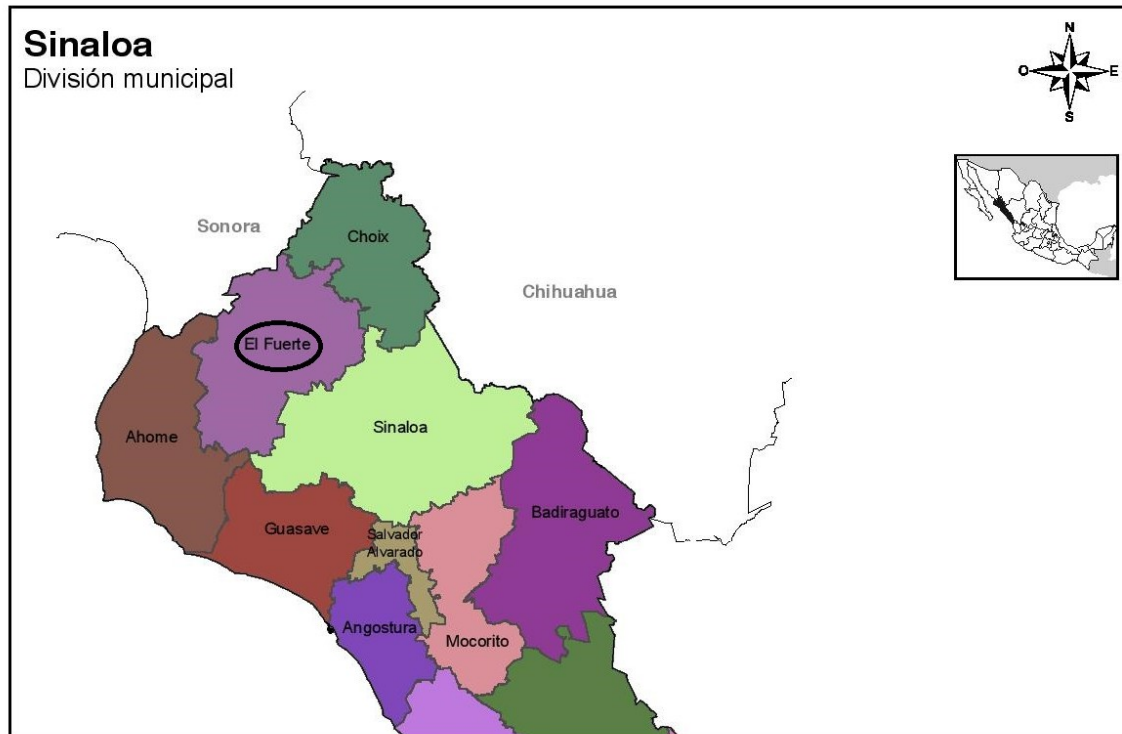 Sinaloa
División municipal
N
O
E
S
Sonora
Choix
Chihuahua
El Fuerte
Ahome
Sinaloa
Guasave
Salvador
Alvarado
Badiraguato
Angostura
Mocorito